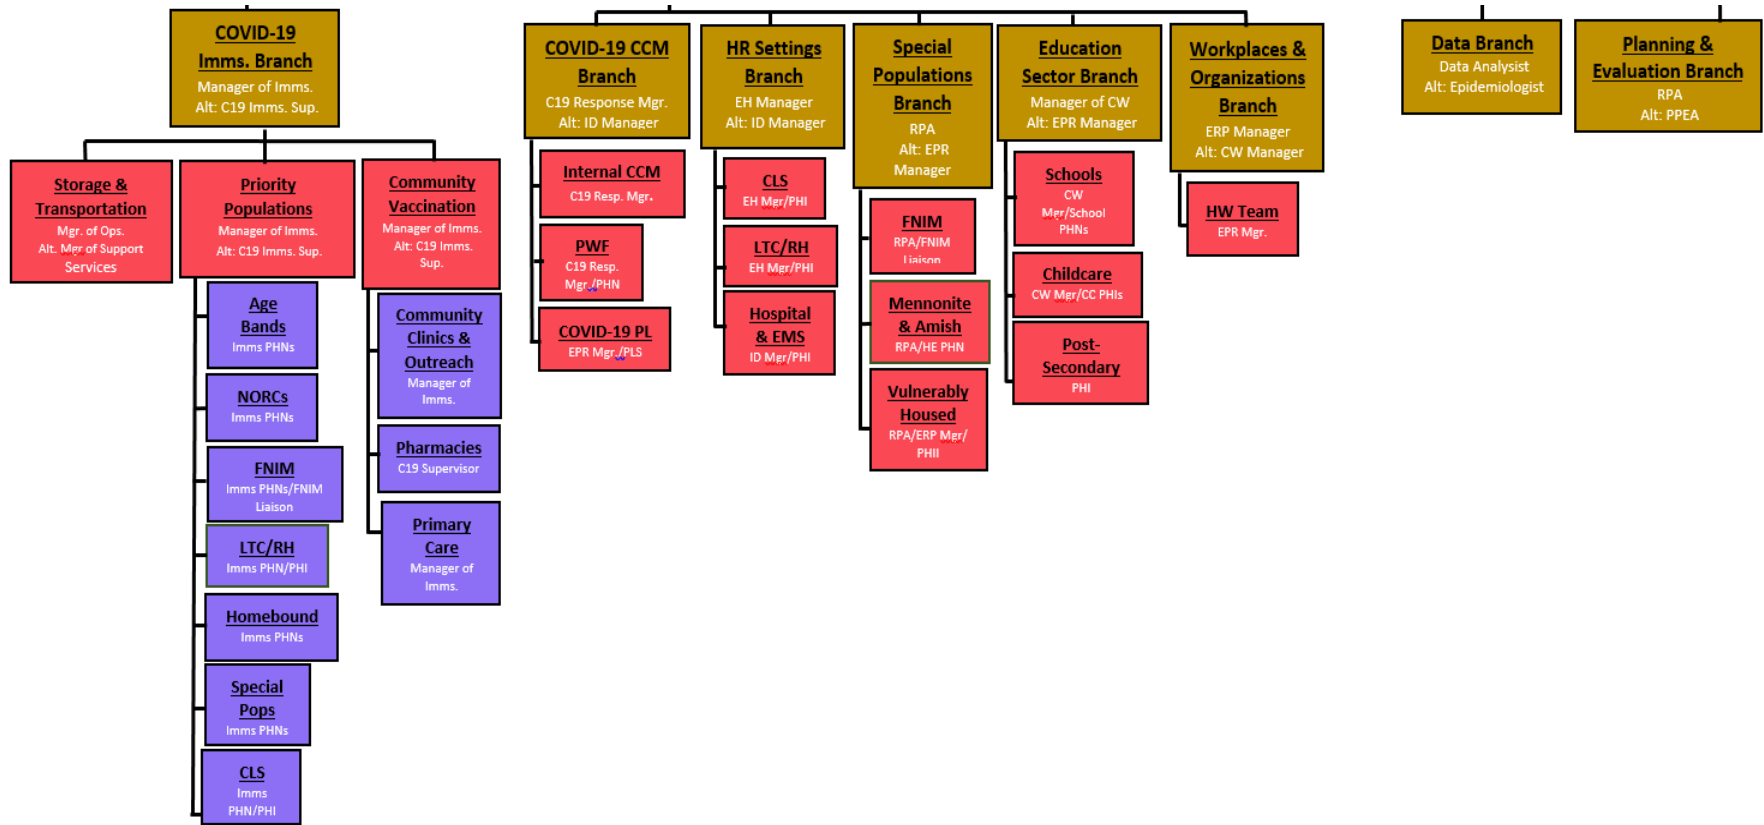 COVID-19
Imms. Branch
Manager of Imms.
Alt: C19 Imms. Sup.
Storage &
Transportation
Mgr. of Ops.
Alt. Mgr of Support
Services
Priority
Populations
Manager of Imms.
Alt: C19 Imms. Sup.
Community
Vaccination
Manager of Imms.
Alt: C19 Imms.
Sup.
Age
Bands
Imms PHNs
NORCs
Imms PHNs
FNIM
Imms PHNs/FNIM
Liaison
LTC/RH
Imms PHN/PHI
Homebound
Imms PHNs
Special
Pops
Imms PHNs
CLS
Imms
PHN/PHI
Community
Clinics &
Outreach
Manager of
Imms.
Pharmacies
C19 Supervisor
Primary
Care
Manager of
Imms.
COVID-19 CCM
Branch
C19 Response Mgr.
Alt: ID Manager
Internal CCM
C19 Resp. Mgr.
PWF
C19 Resp.
Mgr./PHN
COVID-19 PL
EPR Mgr./PLS
HR Settings
Branch
EH Manager
Alt: ID Manager
CLS
EH Mgr/PHI
LTC/RH
EH Mgr/PHI
Hospital
& EMS
ID Mgr/PHI
Special
Populations
Branch
RPA
Alt: EPR
Manager
FNIM
RPA/FNIM
Liaison
Mennonite
& Amish
RPA/HE PHN
Vulnerably
Housed
RPA/ERP Mgr/
PHII
Education
Sector Branch
Manager of CW
Alt: EPR Manager
Schools
CW
Mgr/School
PHNs
Childcare
CW Mgr/CC PHIs
Post-
Secondary
PHI
Workplaces &
Organizations
Branch
ERP Manager
Alt: CW Manager
HW Team
EPR Mgr.
Data Branch
Data Analyst
Alt: Epidemiologist
Planning &
Evaluation Branch
RPA
Alt: PPEA